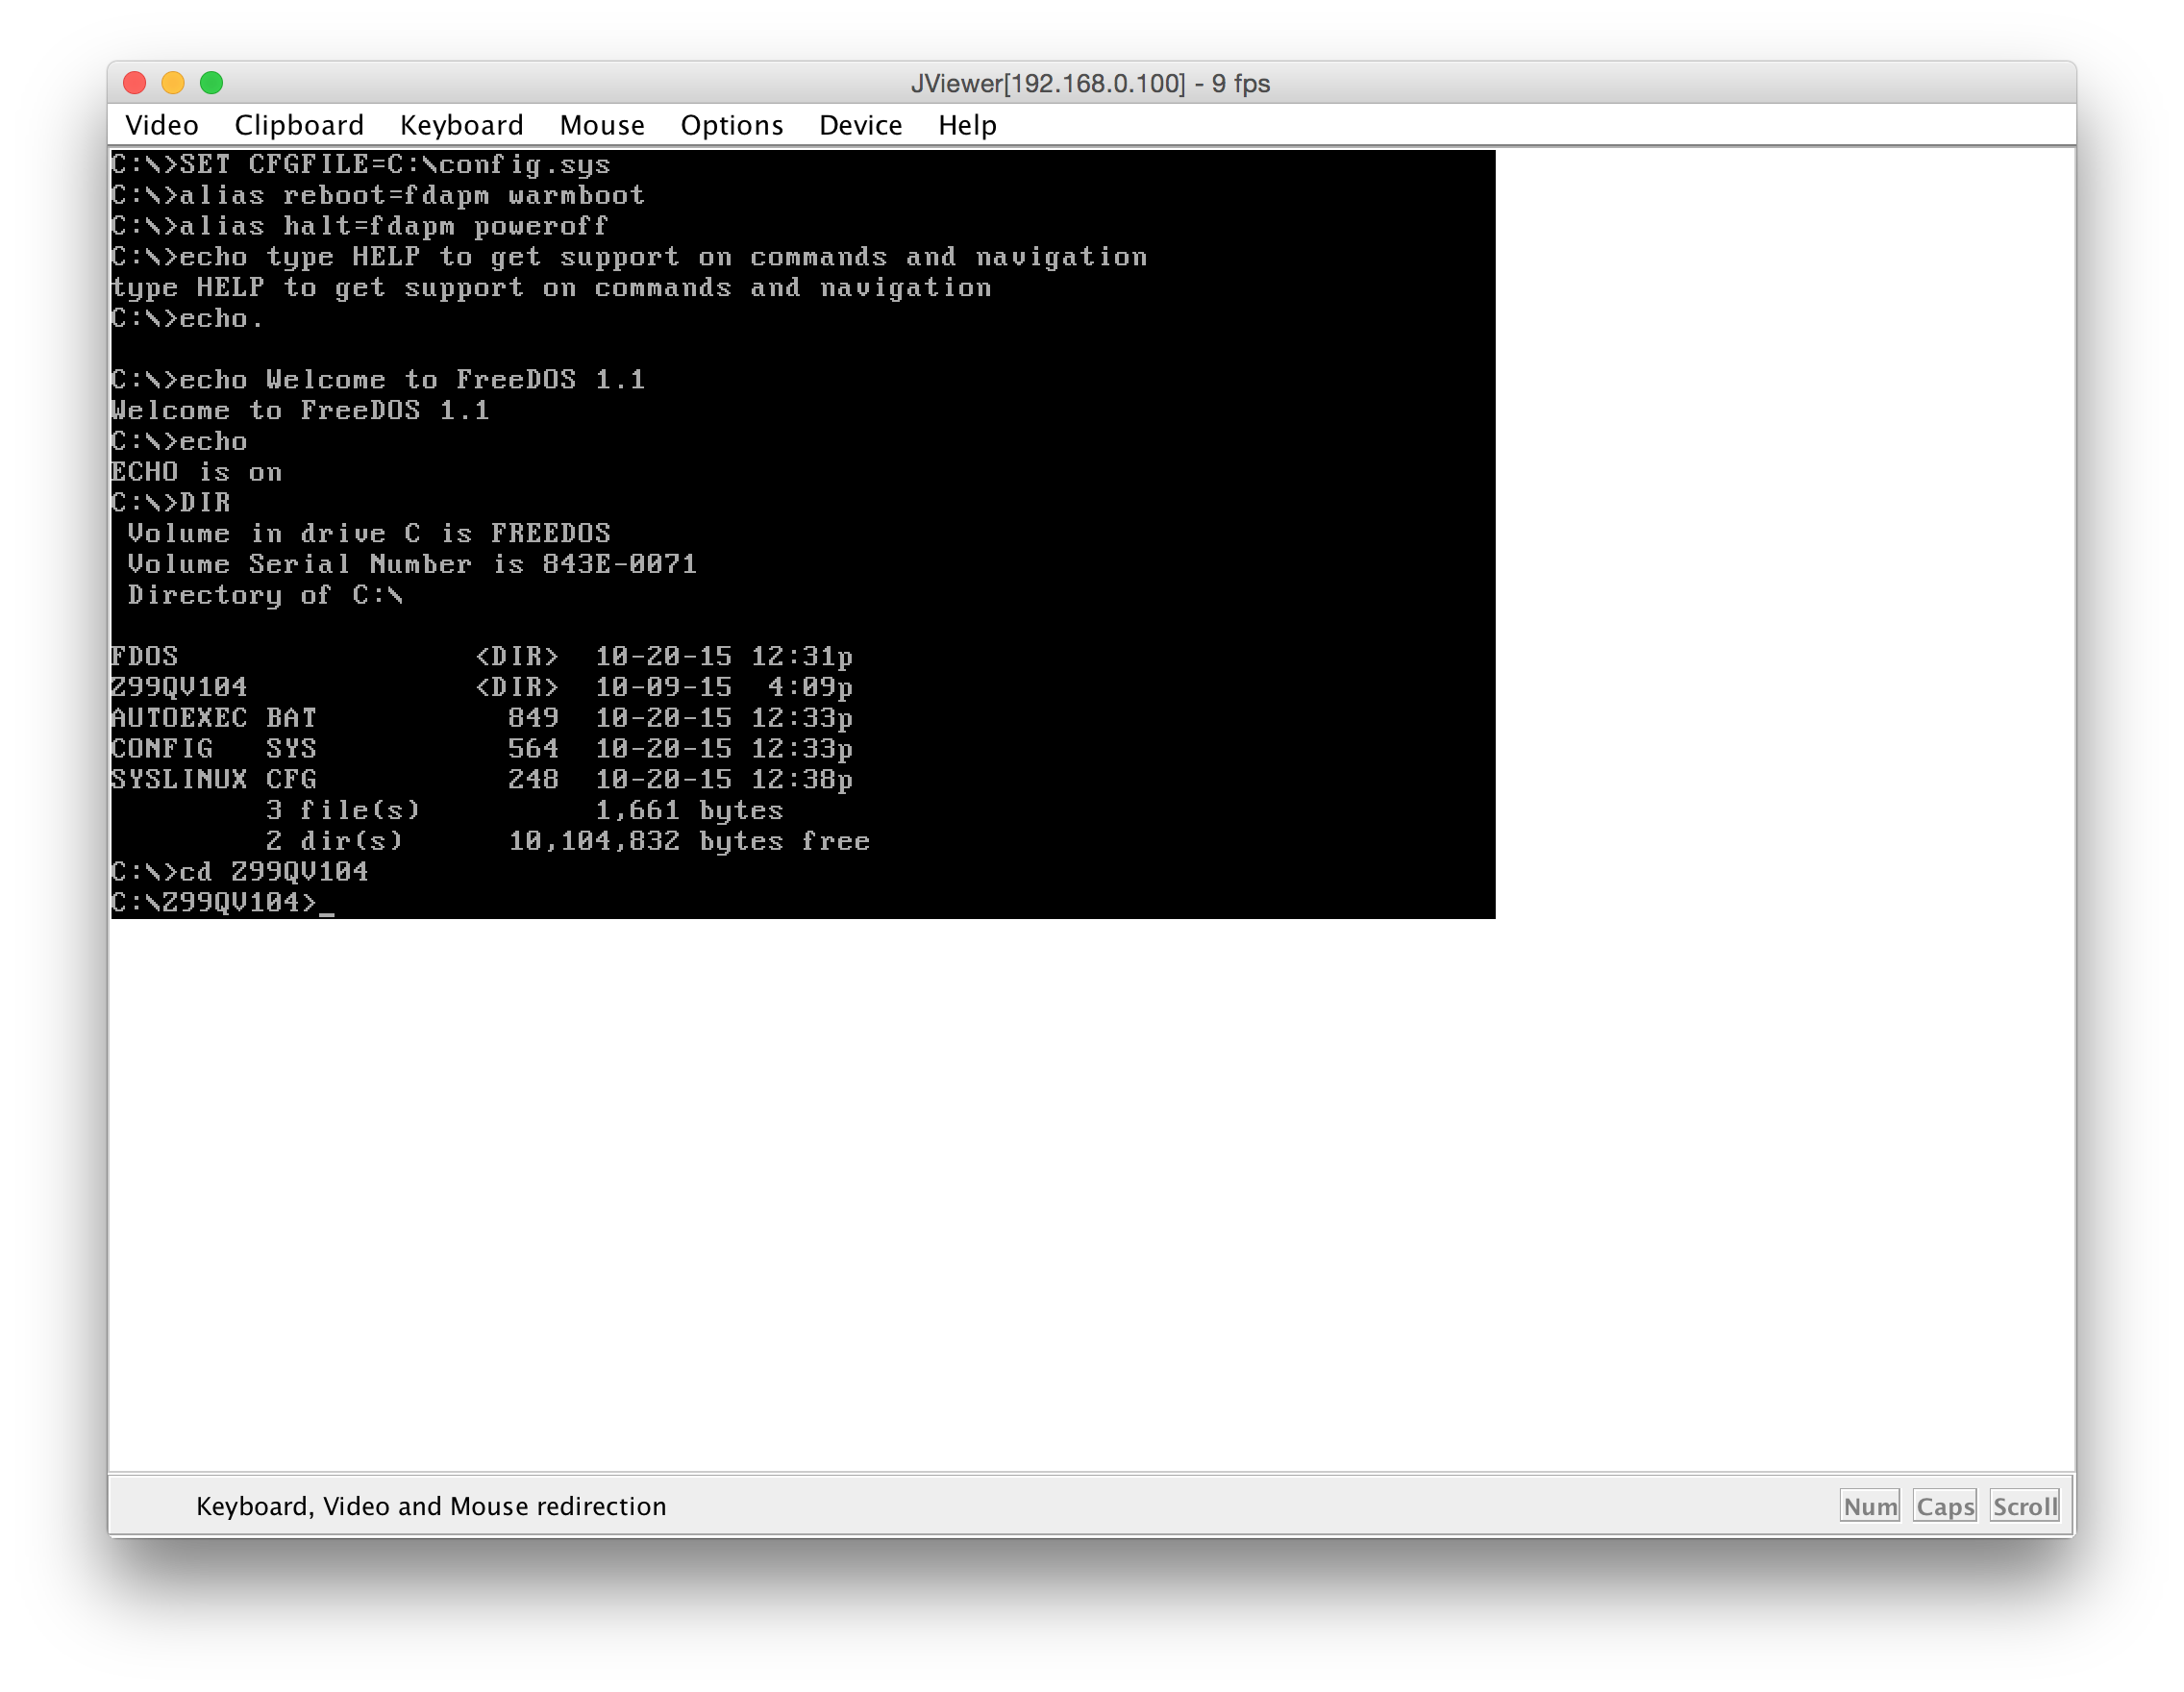 JViewer[192.168.0.100] - 9 fps
Video Clipboard Keyboard Mouse Options Device Help
C:\>SET CFGFILE=C:\config.sys
C:\>alias reboot=fdapm warmboot
C:\>alias halt=fdapm poweroff
C:\>echo type HELP to get support on commands and navigation
type HELP to get support on commands and navigation
C:\>echo.
C:\>echo Welcome to FreeDOS 1.1
Welcome to FreeDOS 1.1
C:\>echo
ECHO is on
C:\>DIR
 Volume in drive C is FREEDOS
 Volume Serial Number is 843E-0071
 Directory of C:\
FDOS                 <DIR>  10-20-15 12:31p
Z99QV104             <DIR>  10-09-15  4:09p
AUTOEXEC BAT           849  10-20-15 12:33p
CONFIG   SYS           564  10-20-15 12:33p
SYSLINUX CFG           248  10-20-15 12:38p
         3 file(s)          1,661 bytes
         2 dir(s)      10,104,832 bytes free
C:\>cd Z99QV104
C:\Z99QV104>_
Keyboard, Video and Mouse redirection Num Caps Scroll